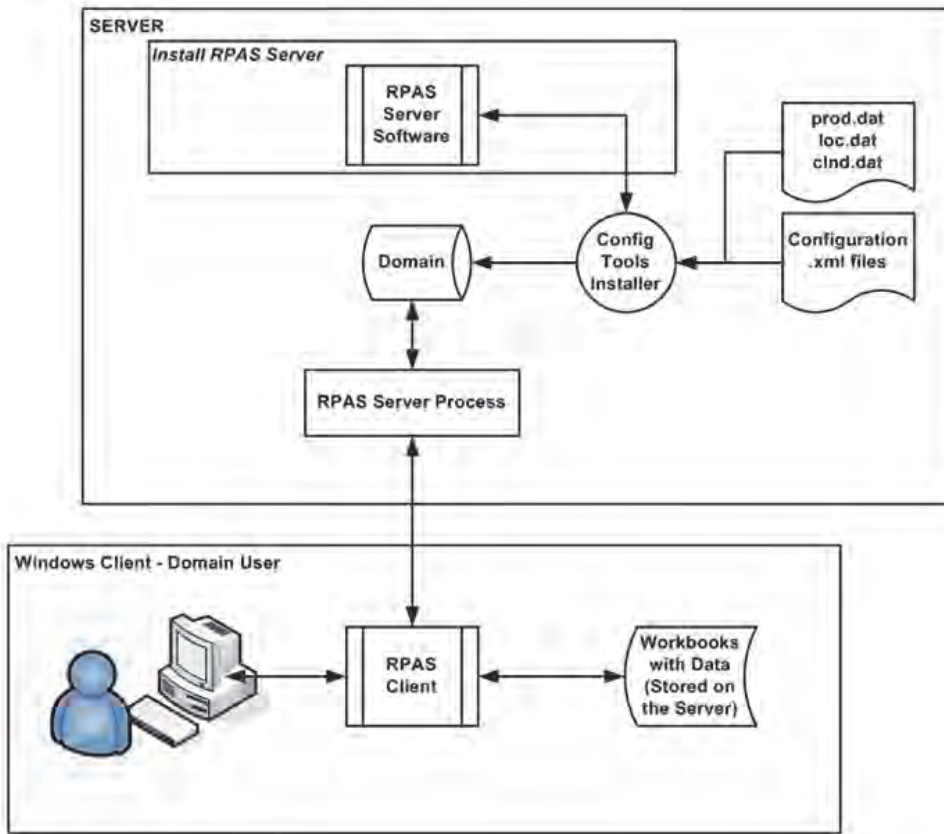 SERVER
Install RPAS Server
RPAS
Server
Software
prod.dat
loc.dat
clnd.dat
Domain
Config
Tools
Installer
Configuration
.xml files
RPAS Server Process
Windows Client - Domain User
RPAS
Client
Workbooks
with Data
(Stored on
the Server)